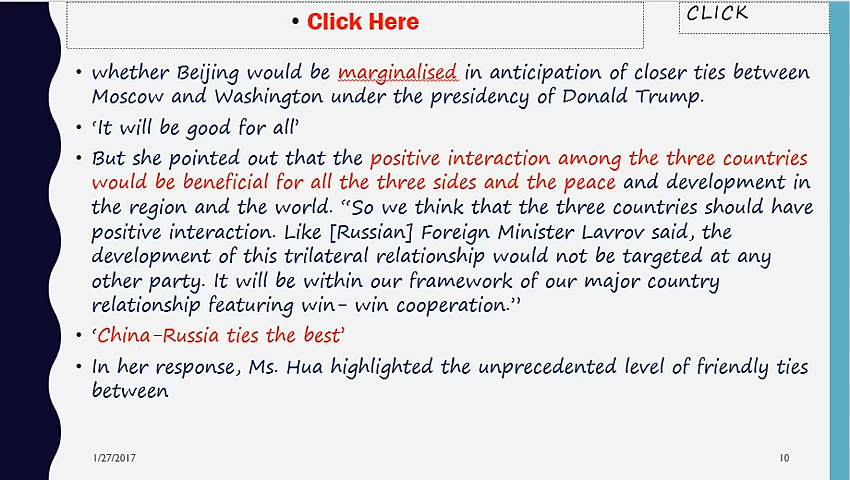 • Click Here
CLICK
• whether Beijing would be marginalised in anticipation of closer ties between
Moscow and Washington under the presidency of Donald Trump.
• ‘It will be good for all’
• But she pointed out that the positive interaction among the three countries
would be beneficial for all the three sides and the peace and development in
the region and the world. “So we think that the three countries should have
positive interaction. Like [Russian] Foreign Minister Lavrov said, the
development of this trilateral relationship would not be targeted at any
other party. It will be within our framework of our major country
relationship featuring win- win cooperation.”
• ‘China-Russia ties the best’
• In her response, Ms. Hua highlighted the unprecedented level of friendly ties
between
1/27/2017
10